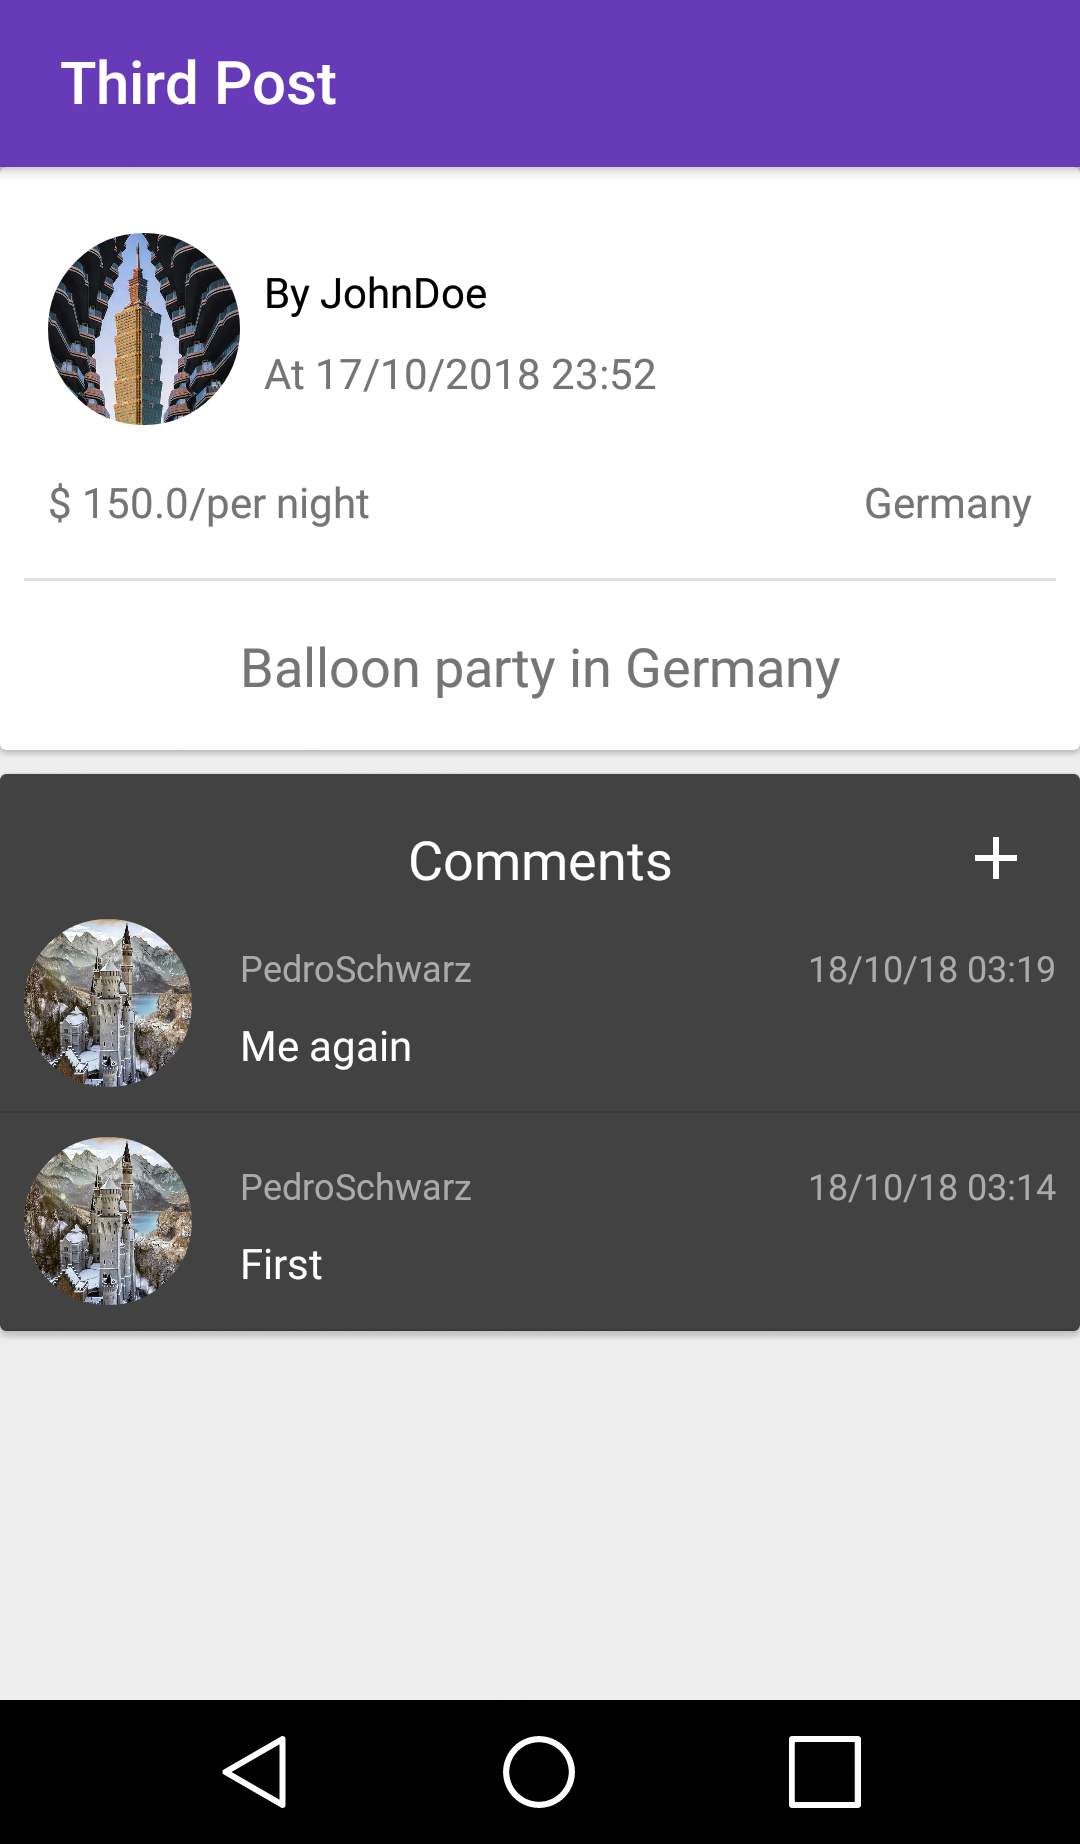 Third Post
By JohnDoe
At 17/10/2018 23:52
$ 150.0/per night Germany
Balloon party in Germany
Comments
PedroSchwarz 18/10/18 03:19
Me again
PedroSchwarz 18/10/18 03:14
First